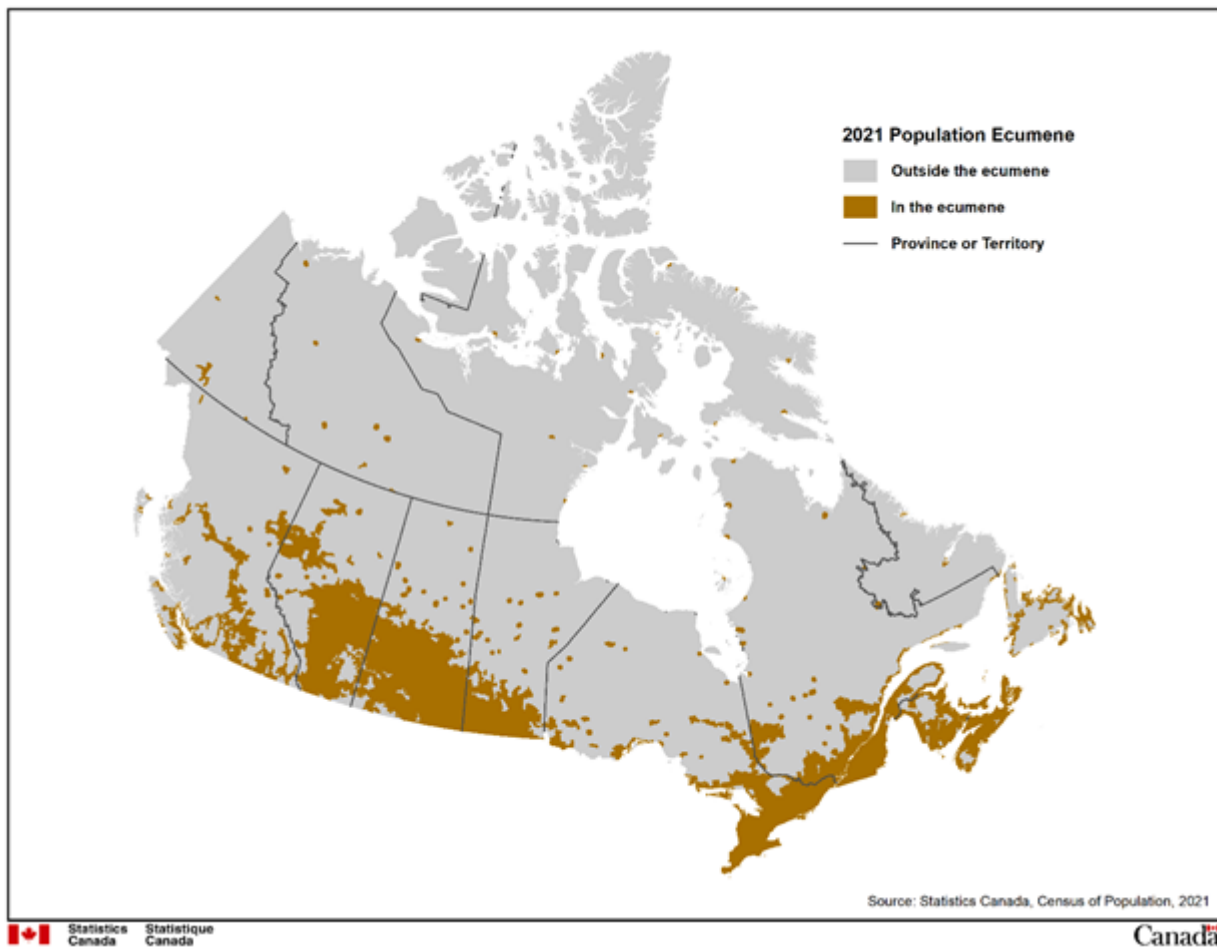 2021 Population Ecumene
Outside the ecumene
In the ecumene
Province or Territory
Source: Statistics Canada, Census of Population, 2021
Statistics Statistique
Canada Canada
Canada